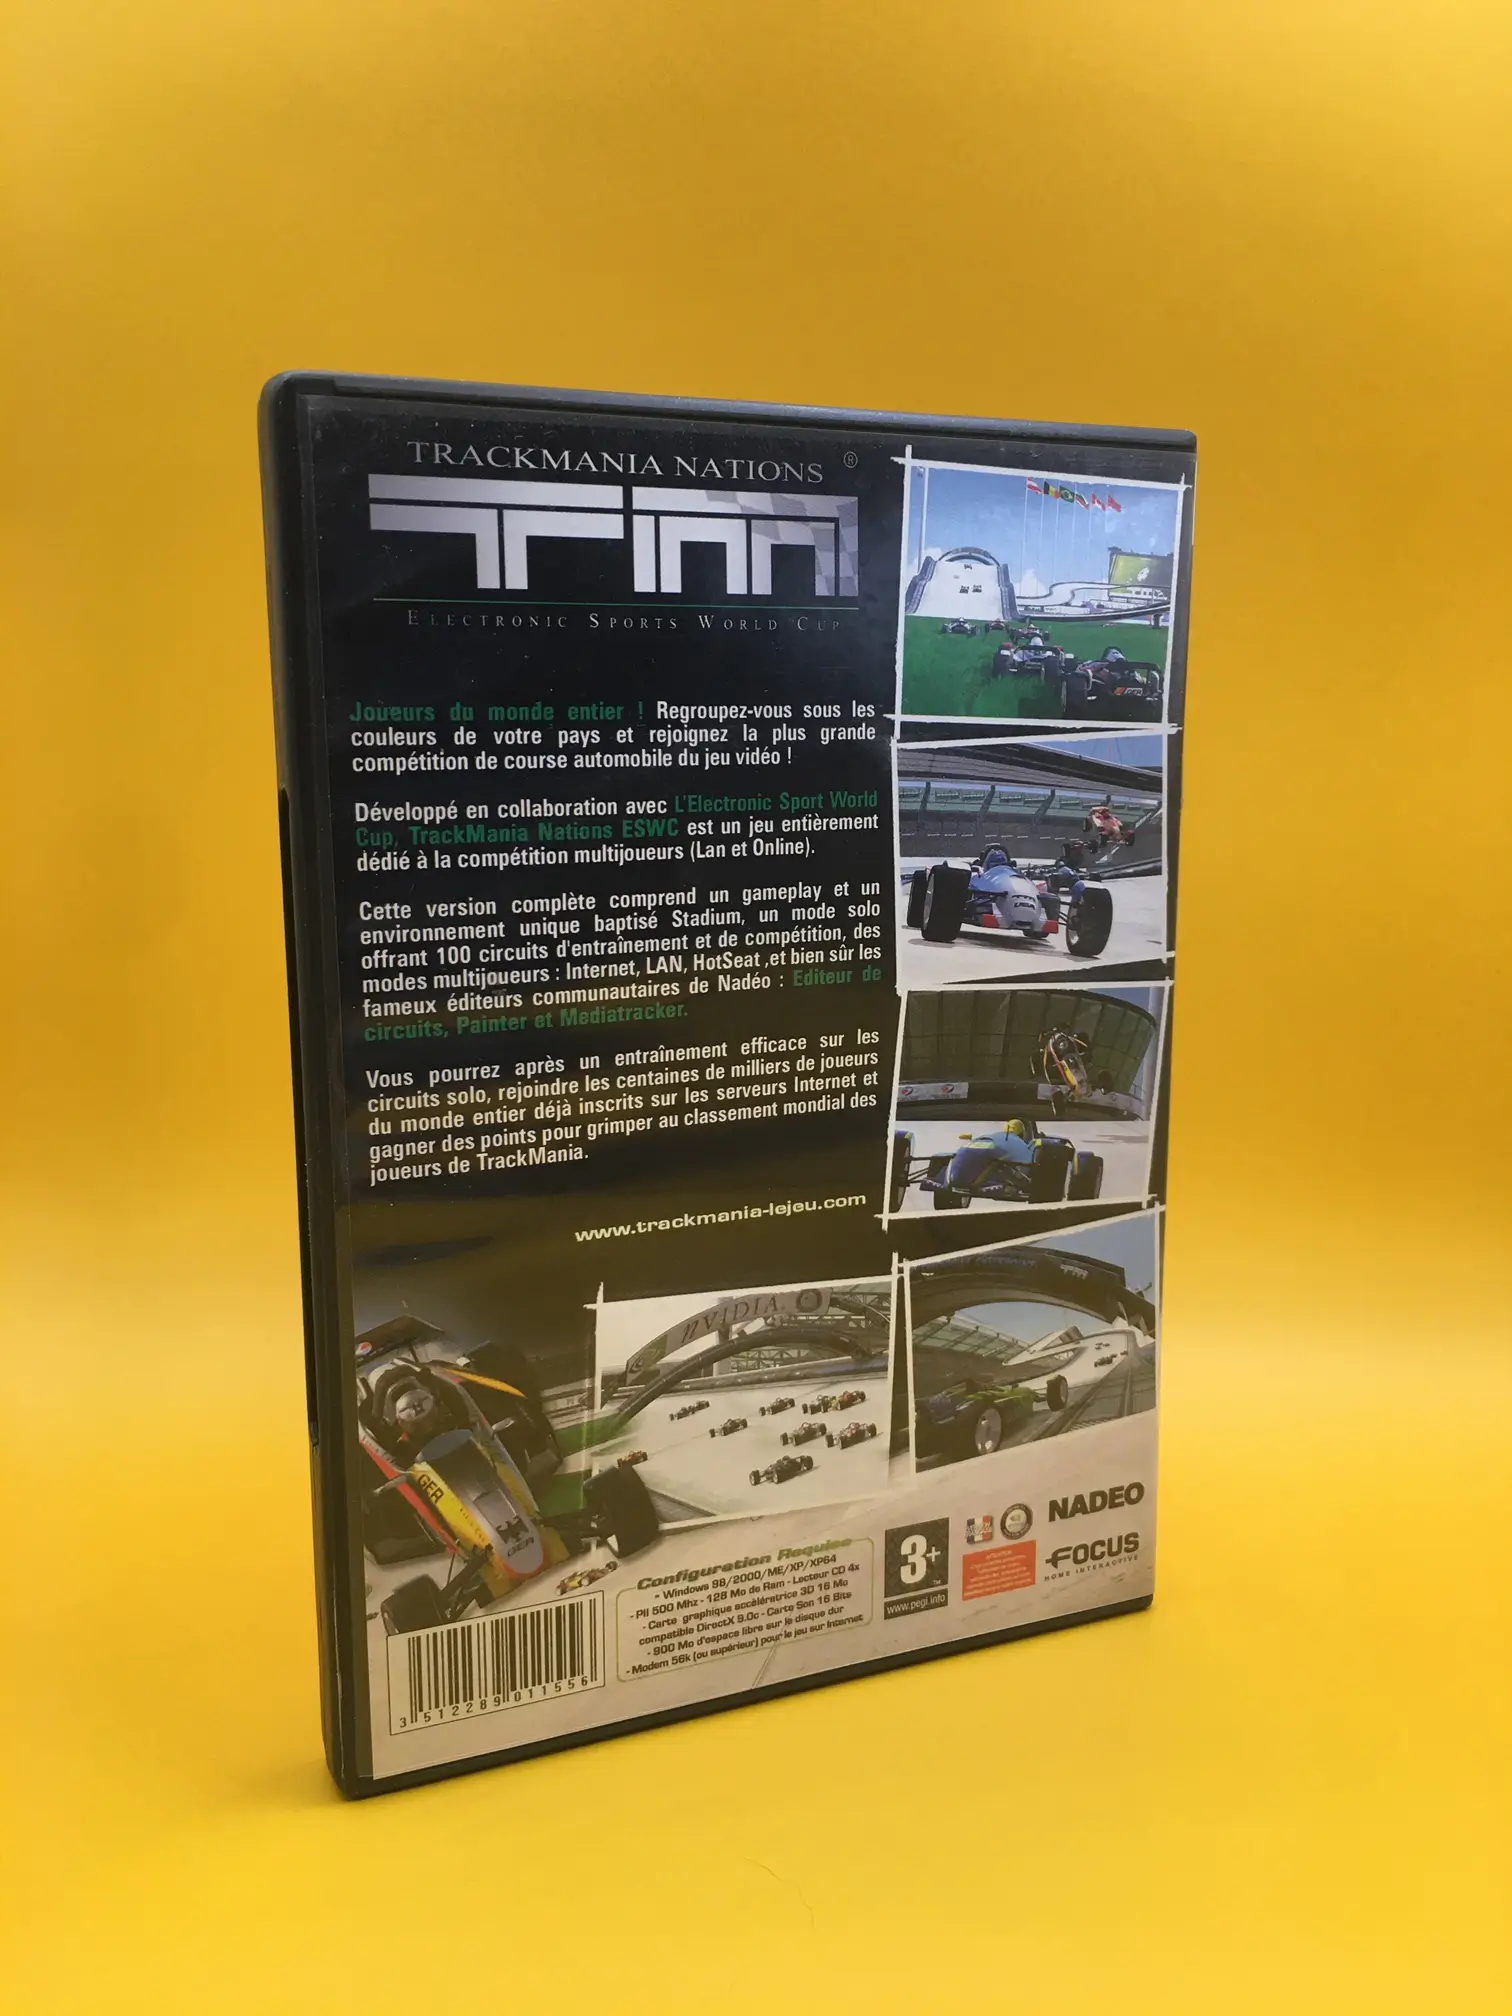 TRACKMANIA NATIONS ®
TM
ELECTRONIC SPORTS WORLD CUP
Joueurs du monde entier ! Regroupez-vous sous les
couleurs de votre pays et rejoignez la plus grande
compétition de course automobile du jeu vidéo !
Développé en collaboration avec L'Electronic Sport World
Cup, TrackMania Nations ESWC est un jeu entièrement
dédié à la compétition multijoueurs (Lan et Online).
Cette version complète comprend un gameplay et un
environnement unique baptisé Stadium, un mode solo
offrant 100 circuits d'entraînement et de compétition, des
modes multijoueurs : Internet, LAN, HotSeat ,et bien sûr les
fameux éditeurs communautaires de Nadéo : Editeur de
circuits, Painter et Mediatracker.
Vous pourrez après un entraînement efficace sur les
circuits solo, rejoindre les centaines de milliers de joueurs
du monde entier déjà inscrits sur les serveurs Internet et
gagner des points pour grimper au classement mondial des
joueurs de TrackMania.
www.trackmania-lejeu.com
USA
NVIDIA
GER
GER
Configuration Requise
- Windows 98/2000/ME/XP/XP64
- PII 500 Mhz - 128 Mo de Ram - Lecteur CD 4x
- Carte graphique accélératrice 3D 16 Mo
compatible DirectX 9.0c - Carte Son 16 Bits
- 900 Mo d'espace libre sur le disque dur
- Modem 56k (ou supérieur) pour le jeu sur Internet
3+
TM
www.pegi.info
NADEO
FOCUS
HOME INTERACTIVE
3 512289 011556